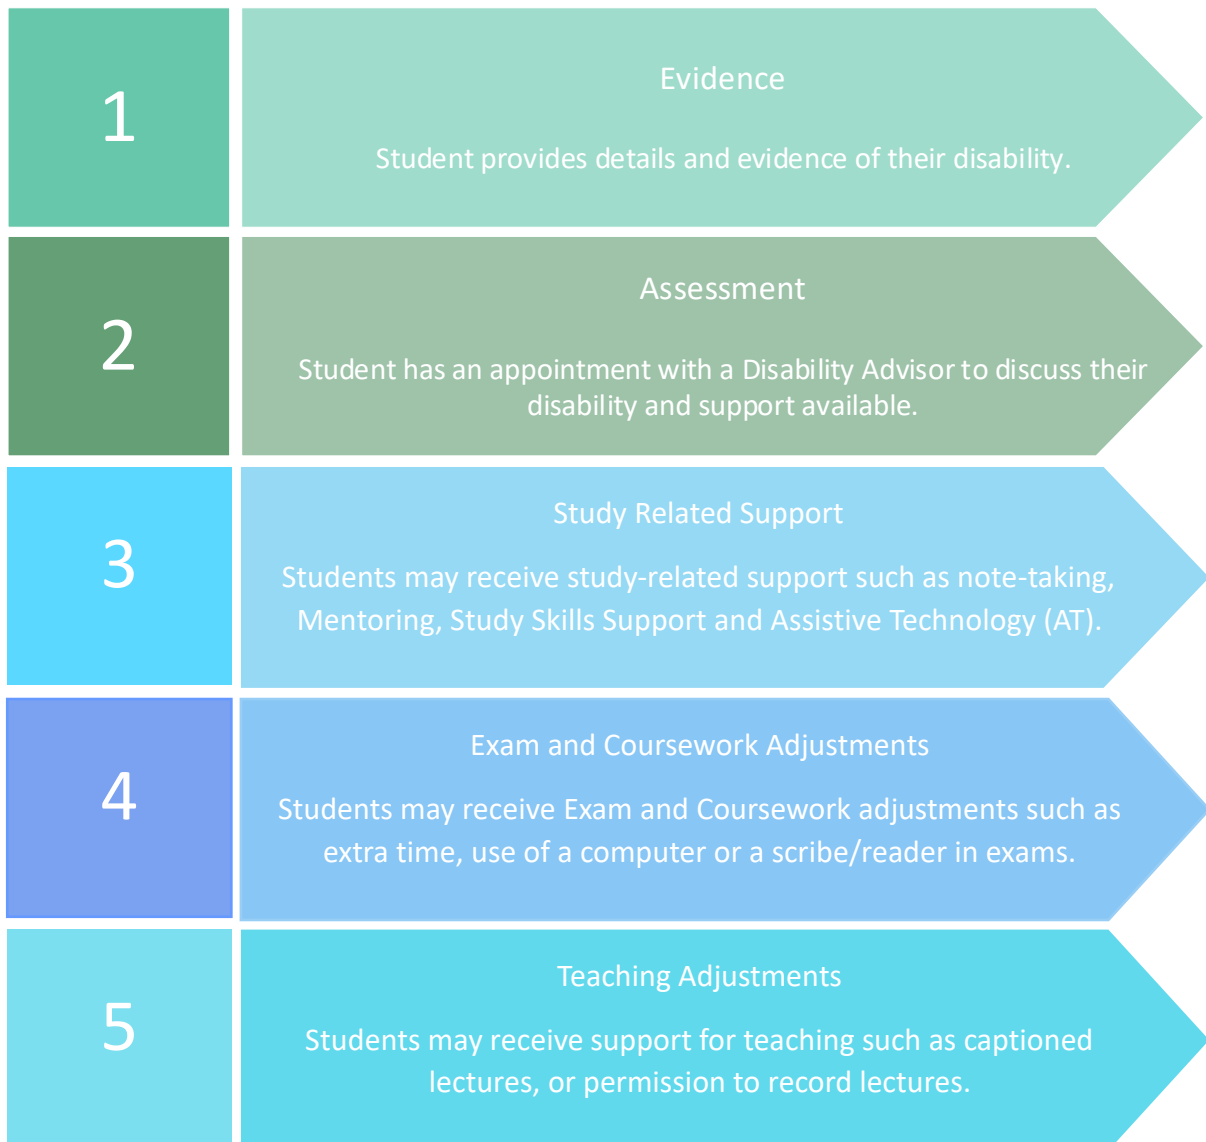 1
Evidence
Student provides details and evidence of their disability.
2
Assessment
Student has an appointment with a Disability Advisor to discuss their
disability and support available.
3
Study Related Support
Students may receive study-related support such as note-taking,
Mentoring, Study Skills Support and Assistive Technology (AT).
4
Exam and Coursework Adjustments
Students may receive Exam and Coursework adjustments such as
extra time, use of a computer or a scribe/reader in exams.
5
Teaching Adjustments
Students may receive support for teaching such as captioned
lectures, or permission to record lectures.